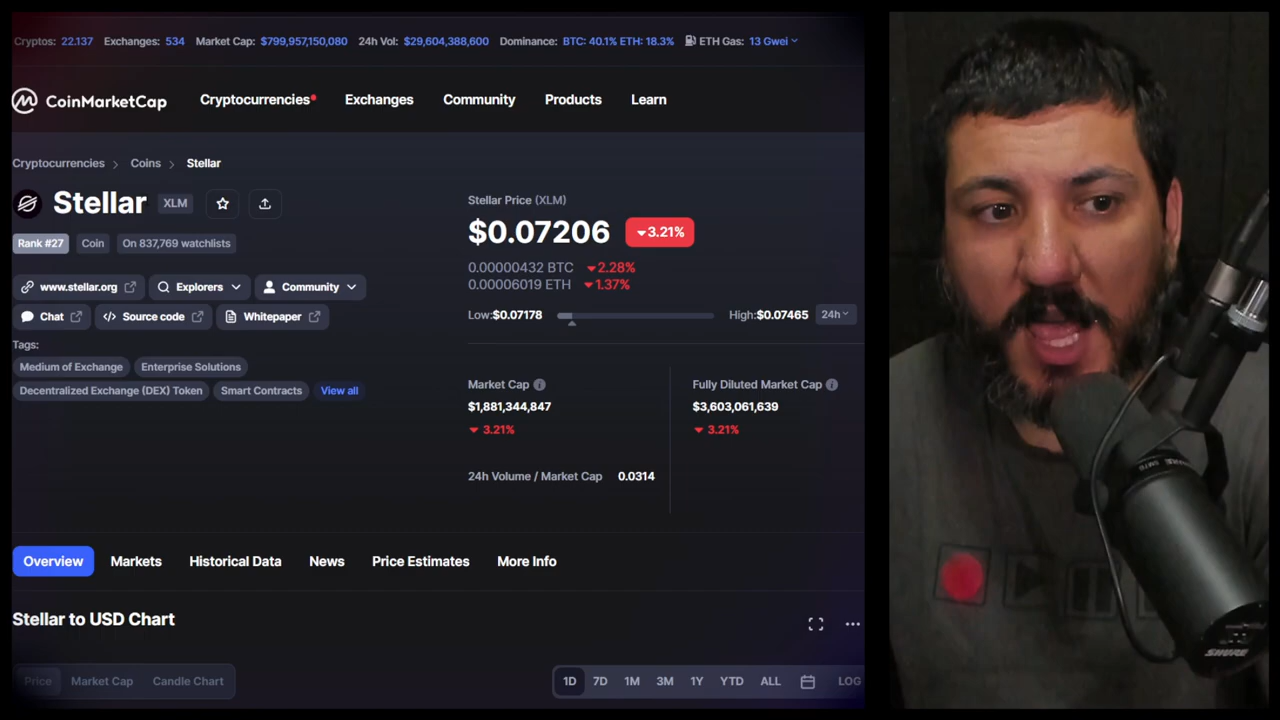 Cryptos: 22.137 Exchanges: 534 Market Cap: $799,957,150,080 24h Vol: $29,604,388,600 Dominance: BTC: 40.1% ETH: 18.3% ETH Gas: 13 Gwei
CoinMarketCap Cryptocurrencies Exchanges Community Products Learn
Cryptocurrencies Coins Stellar
Stellar XLM
Rank #27 Coin On 837,769 watchlists
www.stellar.org Explorers Community
Chat Source code Whitepaper
Tags:
Medium of Exchange Enterprise Solutions
Decentralized Exchange (DEX) Token Smart Contracts View all
Stellar Price (XLM)
$0.07206 3.21%
0.00000432 BTC 2.28%
0.00006019 ETH 1.37%
Low:$0.07178 High:$0.07465 24h
Market Cap
$1,881,344,847
3.21%
Fully Diluted Market Cap
$3,603,061,639
3.21%
24h Volume / Market Cap 0.0314
Overview Markets Historical Data News Price Estimates More Info
Stellar to USD Chart
Price Market Cap Candle Chart 1D 7D 1M 3M 1Y YTD ALL LOG
SHURE